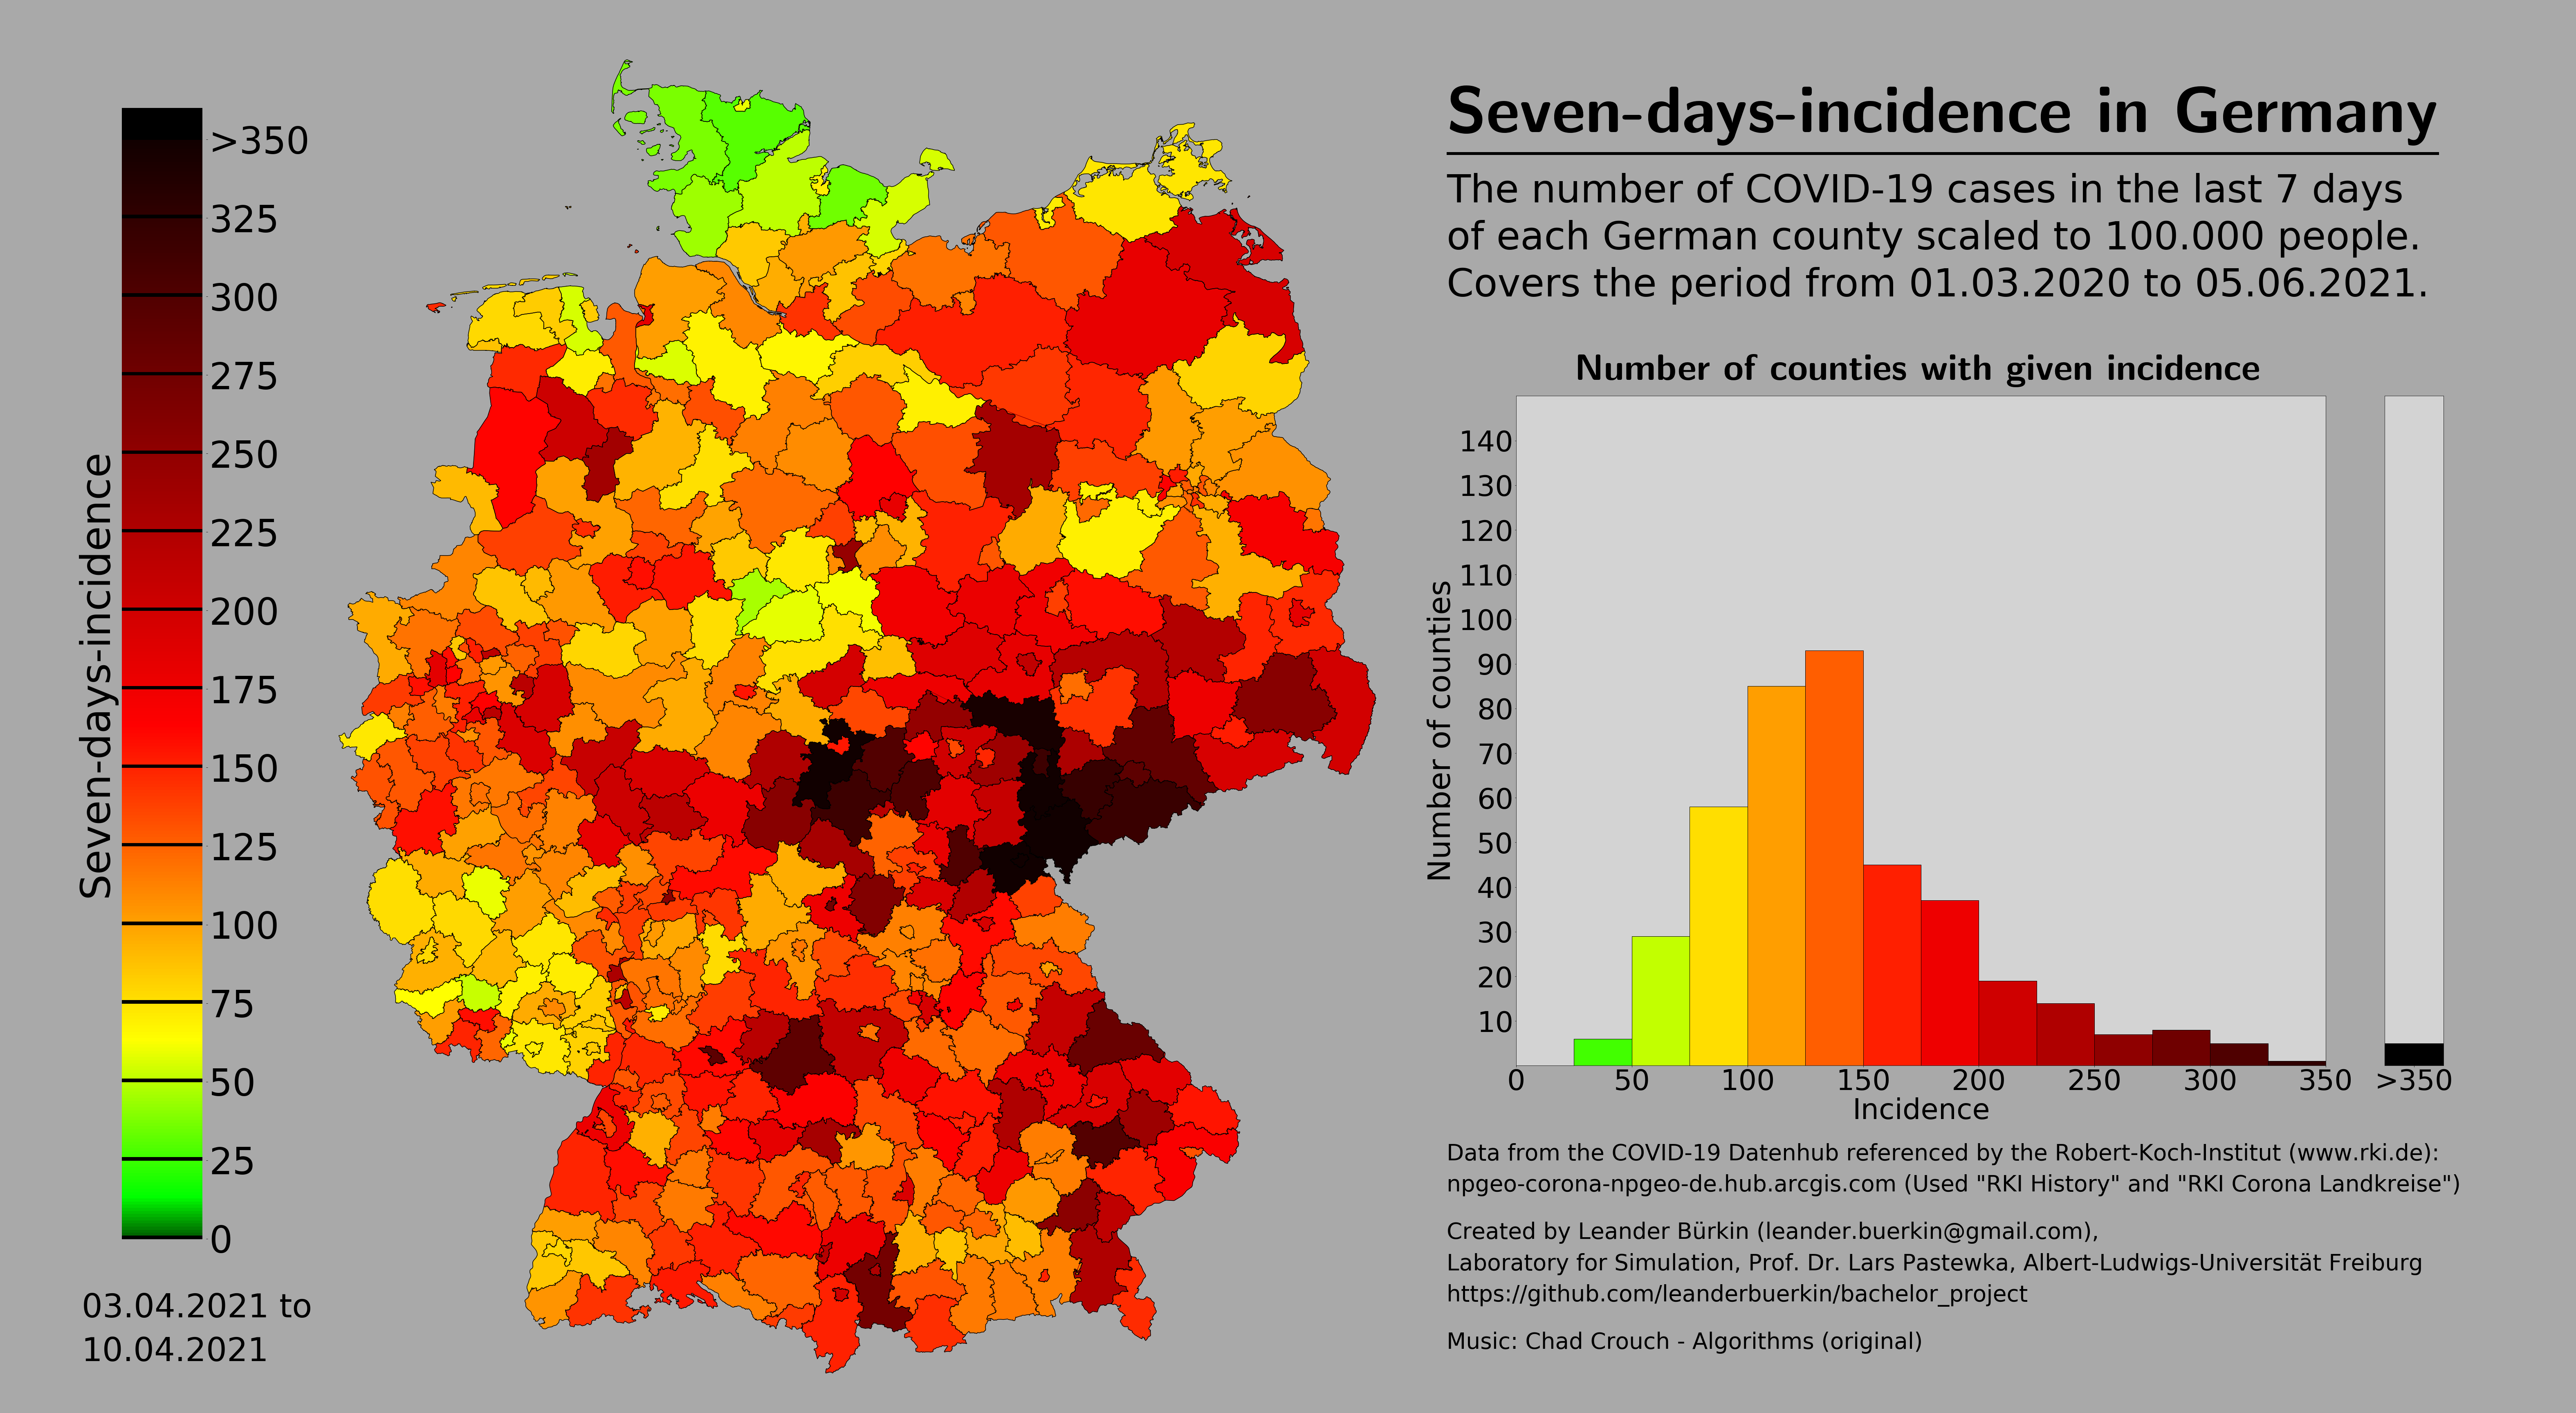 Seven-days-incidence in Germany
The number of COVID-19 cases in the last 7 days
of each German county scaled to 100.000 people.
Covers the period from 01.03.2020 to 05.06.2021.
Seven-days-incidence
>350
325
300
275
250
225
200
175
150
125
100
75
50
25
0
03.04.2021 to
10.04.2021
Number of counties with given incidence
Number of counties
140
130
120
110
100
90
80
70
60
50
40
30
20
10
0 50 100 150 200 250 300 350 >350
Incidence
Data from the COVID-19 Datenhub referenced by the Robert-Koch-Institut (www.rki.de):
npgeo-corona-npgeo-de.hub.arcgis.com (Used "RKI History" and "RKI Corona Landkreise")
Created by Leander Bürkin (leander.buerkin@gmail.com),
Laboratory for Simulation, Prof. Dr. Lars Pastewka, Albert-Ludwigs-Universität Freiburg
https://github.com/leanderbuerkin/bachelor_project
Music: Chad Crouch - Algorithms (original)